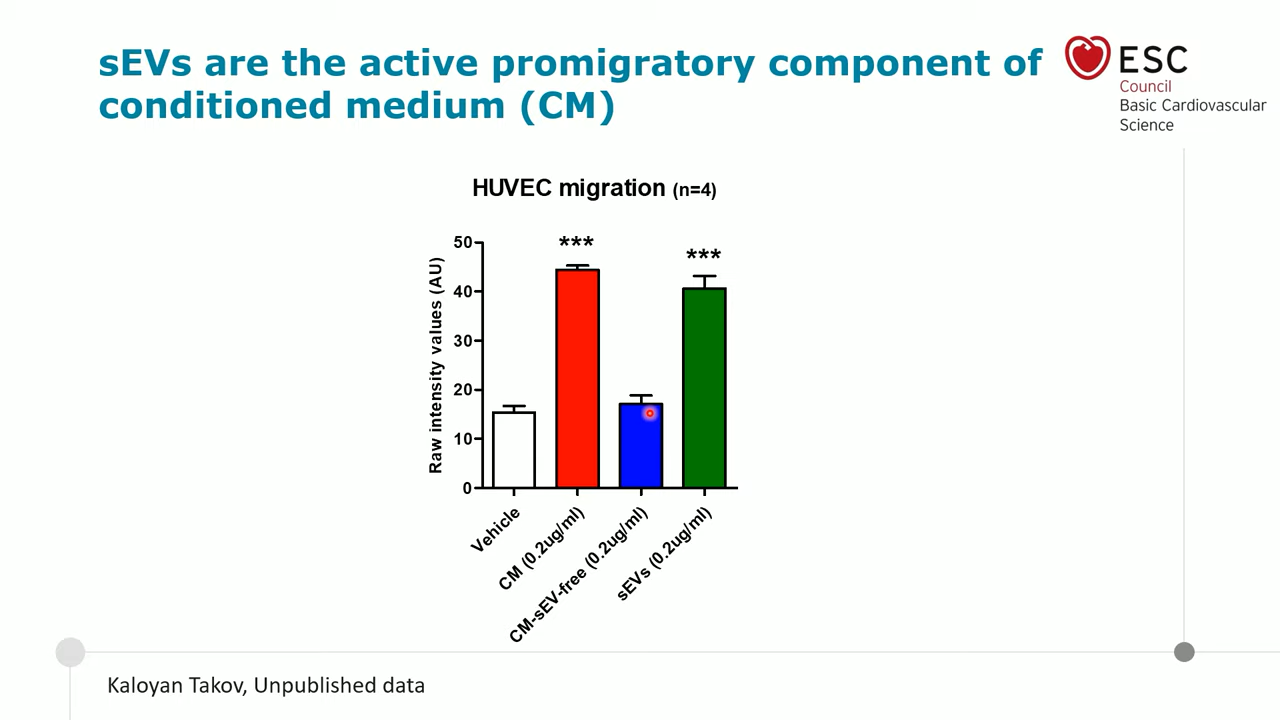 sEVs are the active promigratory component of
conditioned medium (CM)
ESC
Council
Basic Cardiovascular
Science
HUVEC migration (n=4)
Raw intensity values (AU)
50
40
30
20
10
0
***
***
Vehicle
CM (0.2ug/ml)
CM-sEV-free (0.2ug/ml)
sEVs (0.2ug/ml)
Kaloyan Takov, Unpublished data